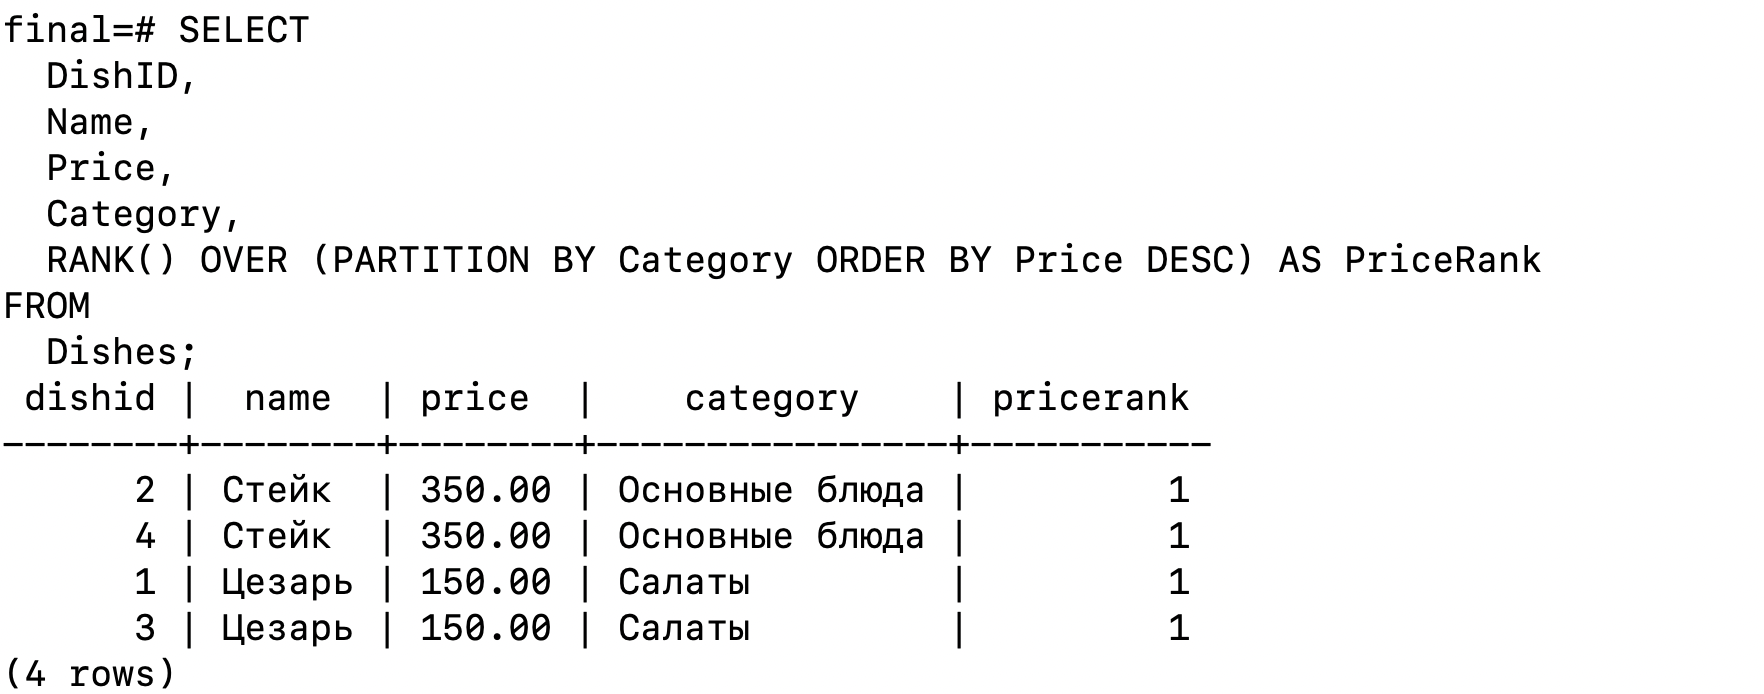 final=# SELECT
  DishID,
  Name,
  Price,
  Category,
  RANK() OVER (PARTITION BY Category ORDER BY Price DESC) AS PriceRank
FROM
  Dishes;
 dishid |  name  | price  |    category    | pricerank
--------+--------+--------+----------------+-----------
      2 | Стейк  | 350.00 | Основные блюда |         1
      4 | Стейк  | 350.00 | Основные блюда |         1
      1 | Цезарь | 150.00 | Салаты         |         1
      3 | Цезарь | 150.00 | Салаты         |         1
(4 rows)